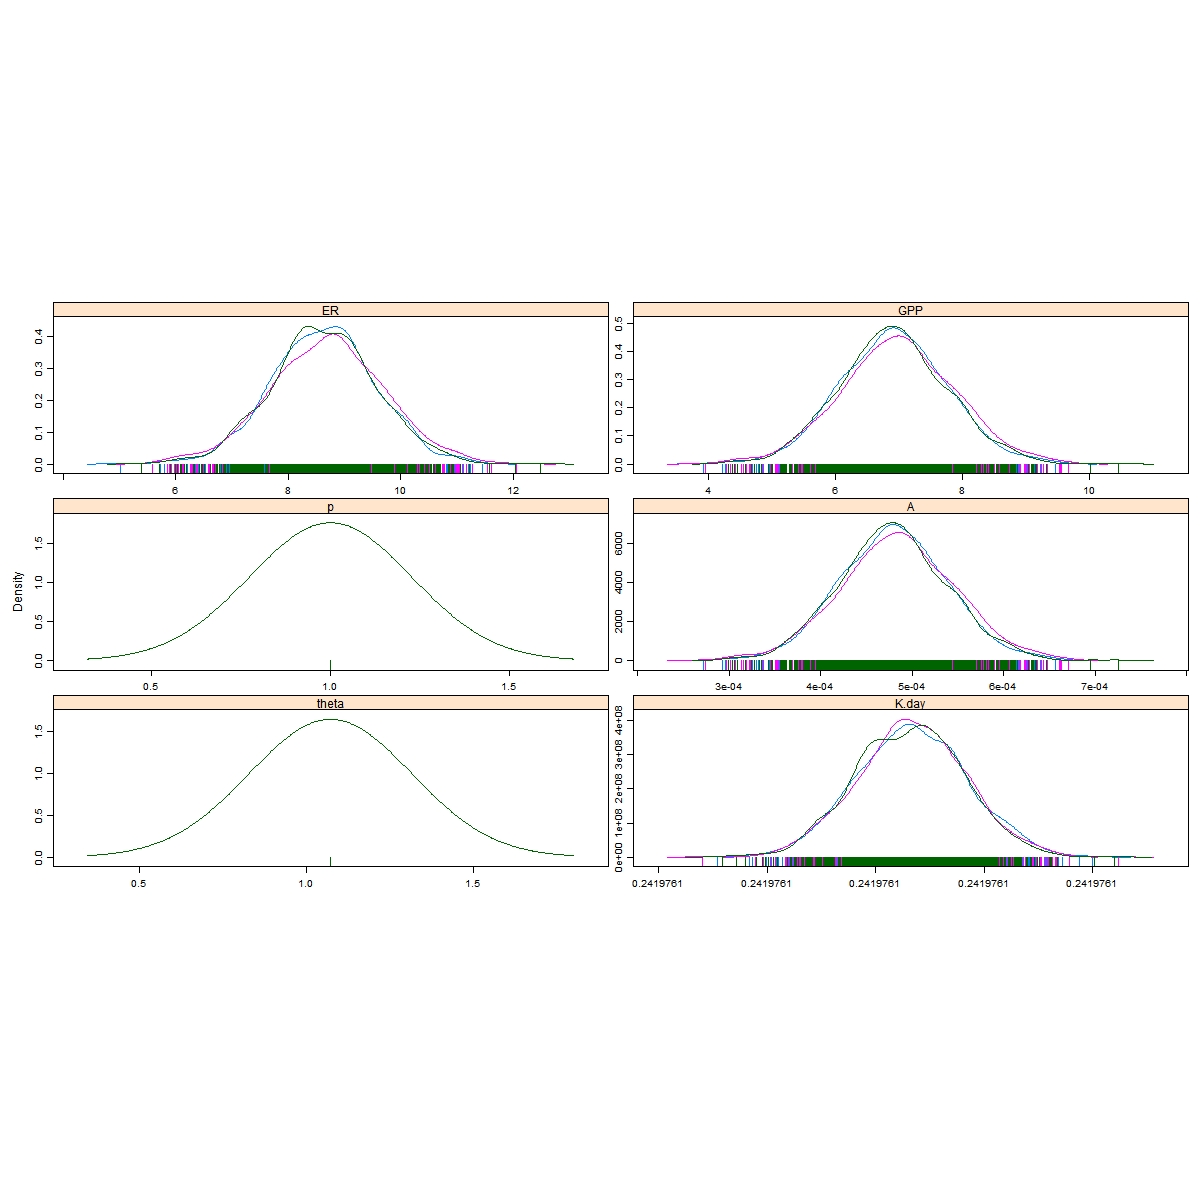 ER GPP
0.0 0.1 0.2 0.3 0.4
6 8 10 12
0.0 0.1 0.2 0.3 0.4 0.5
4 6 8 10
p A
Density
0.0 0.5 1.0 1.5
0.5 1.0 1.5
0 2000 4000 6000
3e-04 4e-04 5e-04 6e-04 7e-04
theta K.day
0.0 0.5 1.0 1.5
0.5 1.0 1.5
0e+00 1e+08 2e+08 3e+08 4e+08
0.2419761 0.2419761 0.2419761 0.2419761 0.2419761